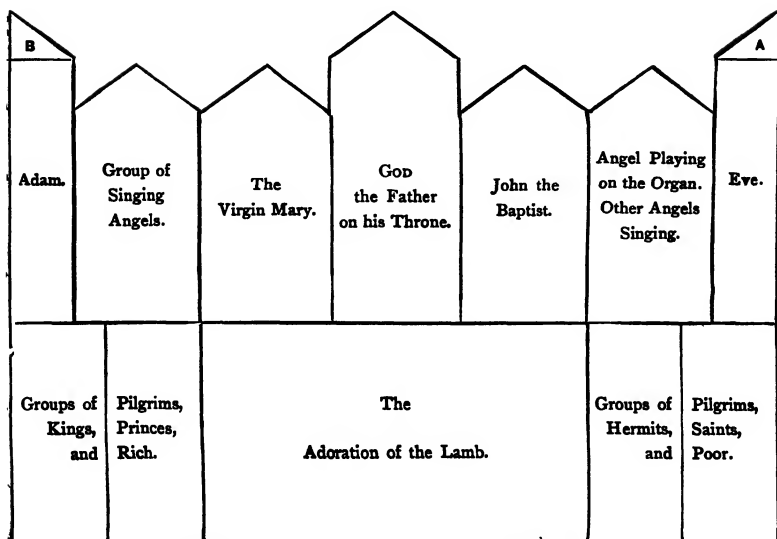 B
A
Adam.
Group of
Singing
Angels.
The
Virgin Mary.
GOD
the Father
on his Throne.
John the
Baptist.
Angel Playing
on the Organ.
Other Angels
Singing.
Eve.
Groups of
Kings,
and
Pilgrims,
Princes,
Rich.
The
Adoration of the Lamb.
Groups of
Hermits,
and
Pilgrims,
Saints,
Poor.